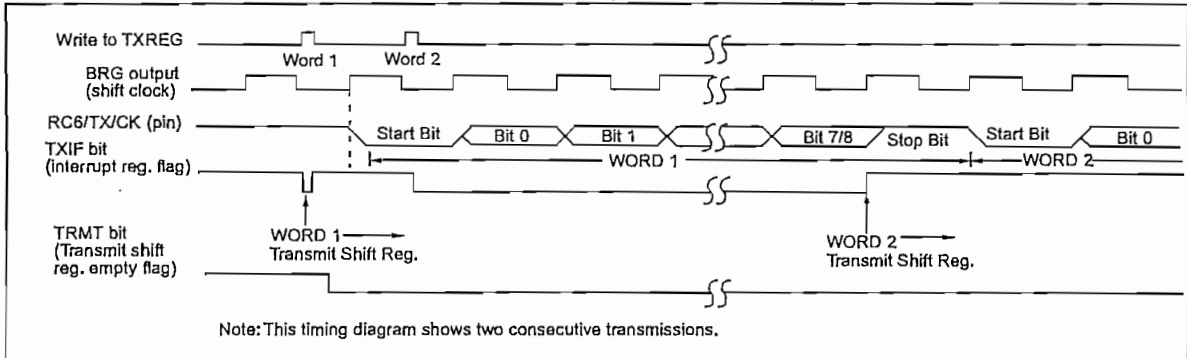 Write to TXREG
Word 1 Word 2
BRG output
(shift clock)
RC6/TX/CK (pin)
Start Bit Bit 0 Bit 1 Bit 7/8 Stop Bit Start Bit Bit 0
TXIF bit
(interrupt reg. flag)
WORD 1 WORD 2
TRMT bit
(Transmit shift
reg. empty flag)
WORD 1
Transmit Shift Reg.
WORD 2
Transmit Shift Reg.
Note: This timing diagram shows two consecutive transmissions.